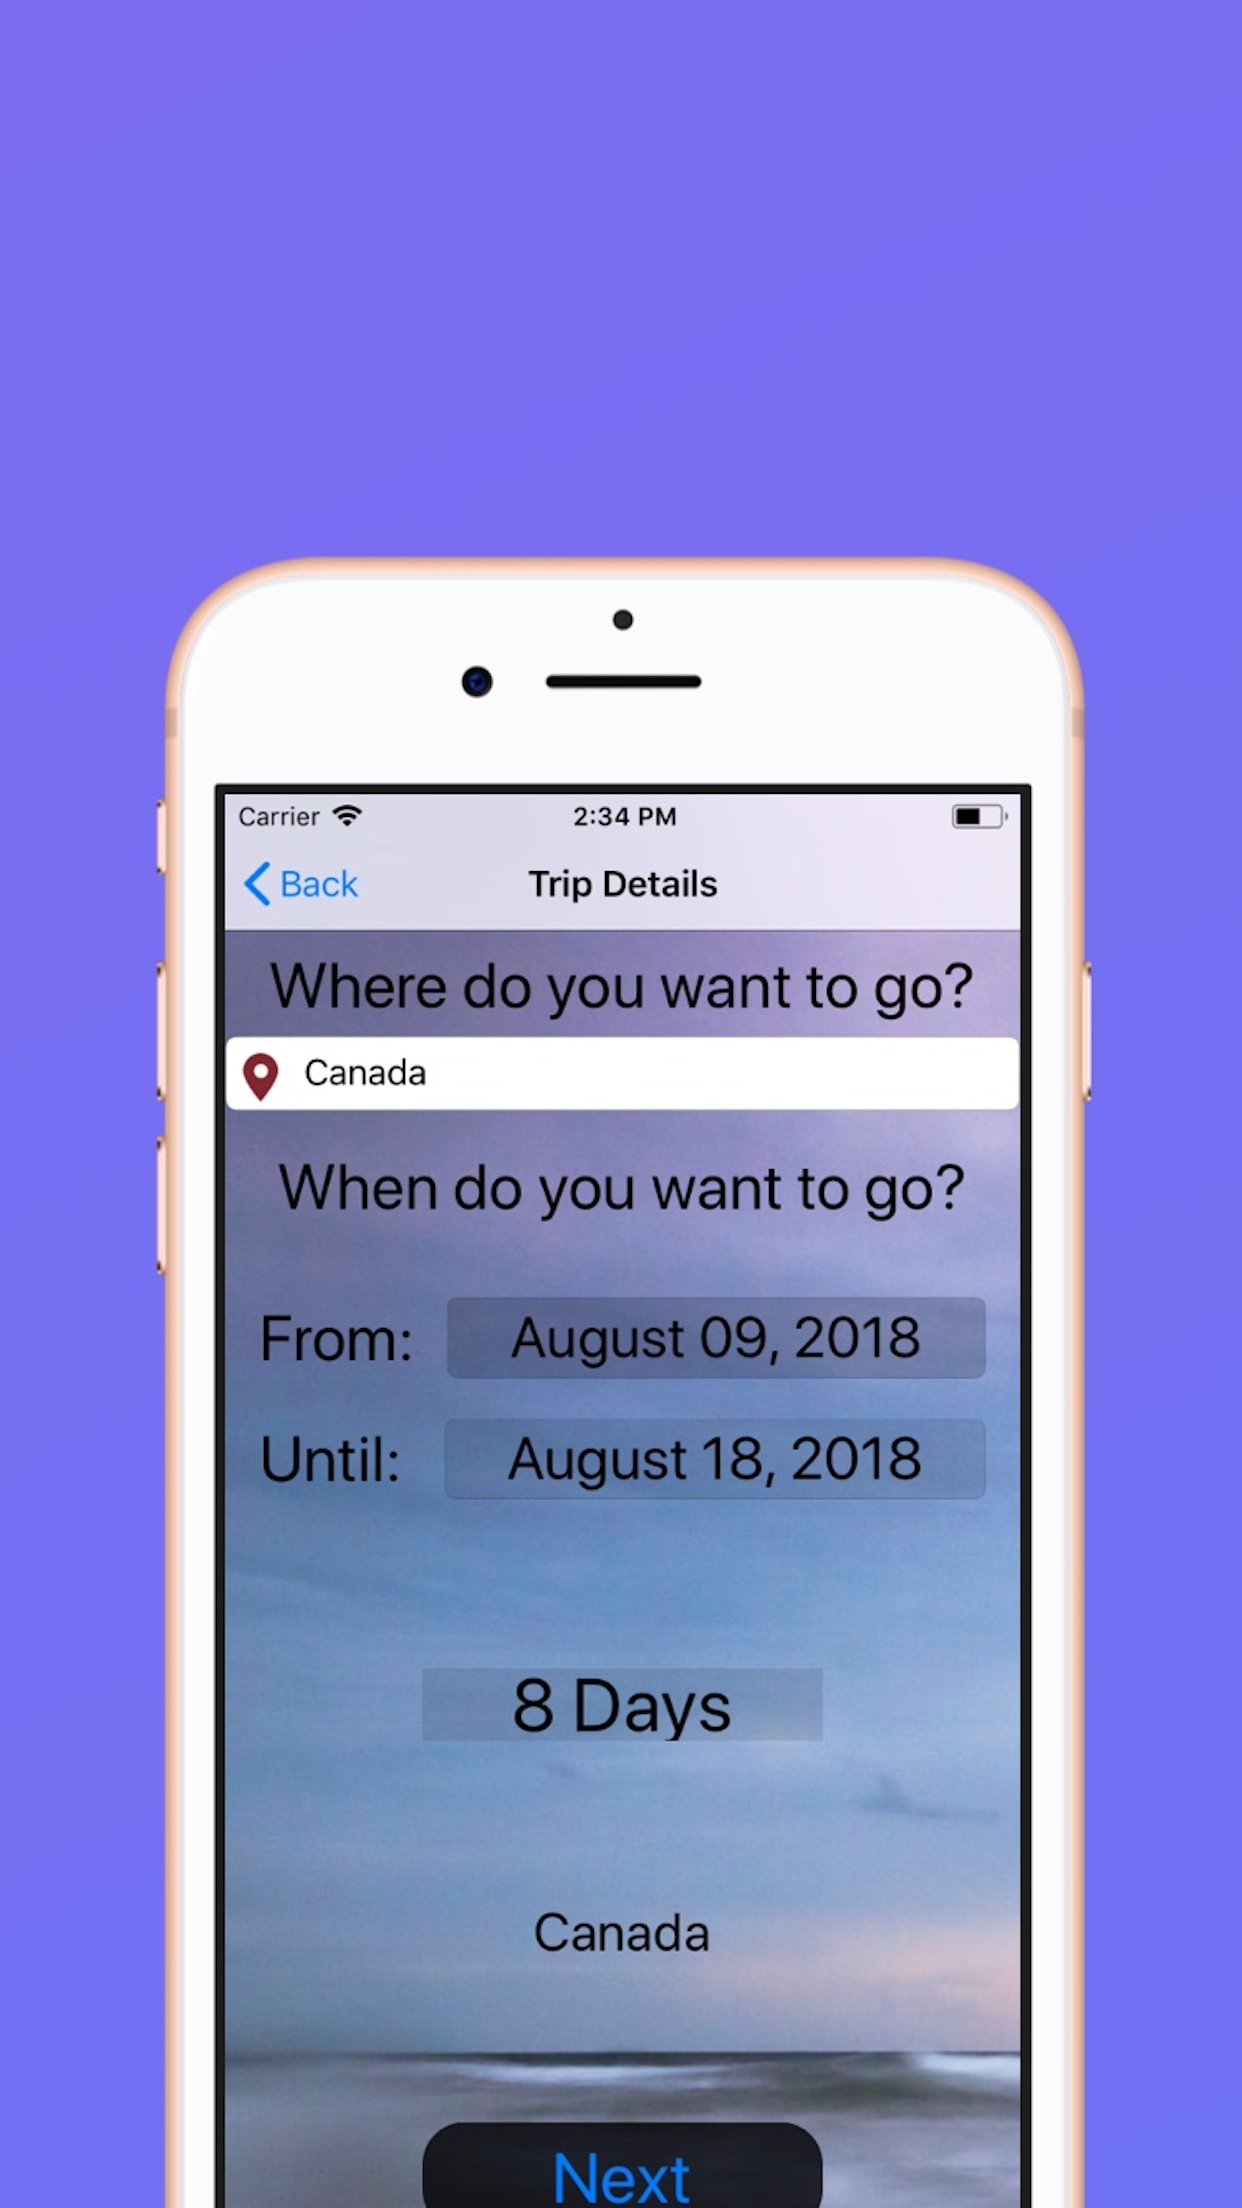 Carrier 2:34 PM
Back Trip Details
Where do you want to go?
Canada
When do you want to go?
From: August 09, 2018
Until: August 18, 2018
8 Days
Canada
Next